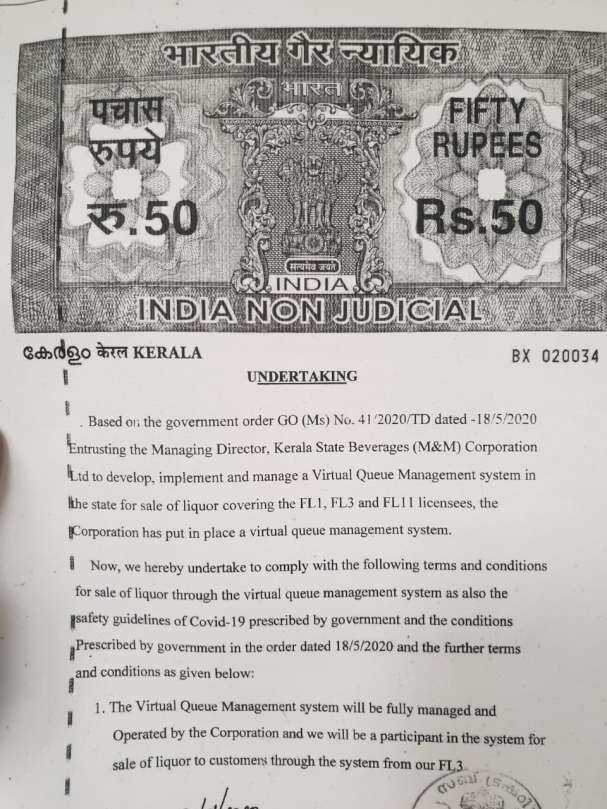 भारतीय गैर न्यायिक
भारत
पचास
रुपये
रु.50
FIFTY
RUPEES
Rs.50
सत्यमेव जयते
INDIA
INDIA NON JUDICIAL
കേരളം केरल KERALA
BX 020034
UNDERTAKING
. Based on the government order GO (Ms) No. 41/2020/TD dated -18/5/2020
Entrusting the Managing Director, Kerala State Beverages (M&M) Corporation
Ltd to develop, implement and manage a Virtual Queue Management system in
the state for sale of liquor covering the FL1, FL3 and FL11 licensees, the
Corporation has put in place a virtual queue management system.
Now, we hereby undertake to comply with the following terms and conditions
for sale of liquor through the virtual queue management system as also the
safety guidelines of Covid-19 prescribed by government and the conditions
Prescribed by government in the order dated 18/5/2020 and the further terms
and conditions as given below:
1. The Virtual Queue Management system will be fully managed and
Operated by the Corporation and we will be a participant in the system for
sale of liquor to customers through the system from our FL3
സബ്